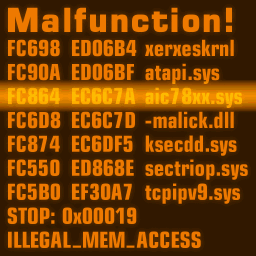 Malfunction!
FC698 ED06B4 xerxeskrnl
FC90A ED06BF atapi.sys
FC864 EC6C7A aic78xx.sys
FC6D8 EC6C7D -malick.dll
FC874 EC6DF5 ksecdd.sys
FC550 ED868E sectriop.sys
FC5B0 EF30A7 tcpipv9.sys
STOP: 0x00019
ILLEGAL_MEM_ACCESS